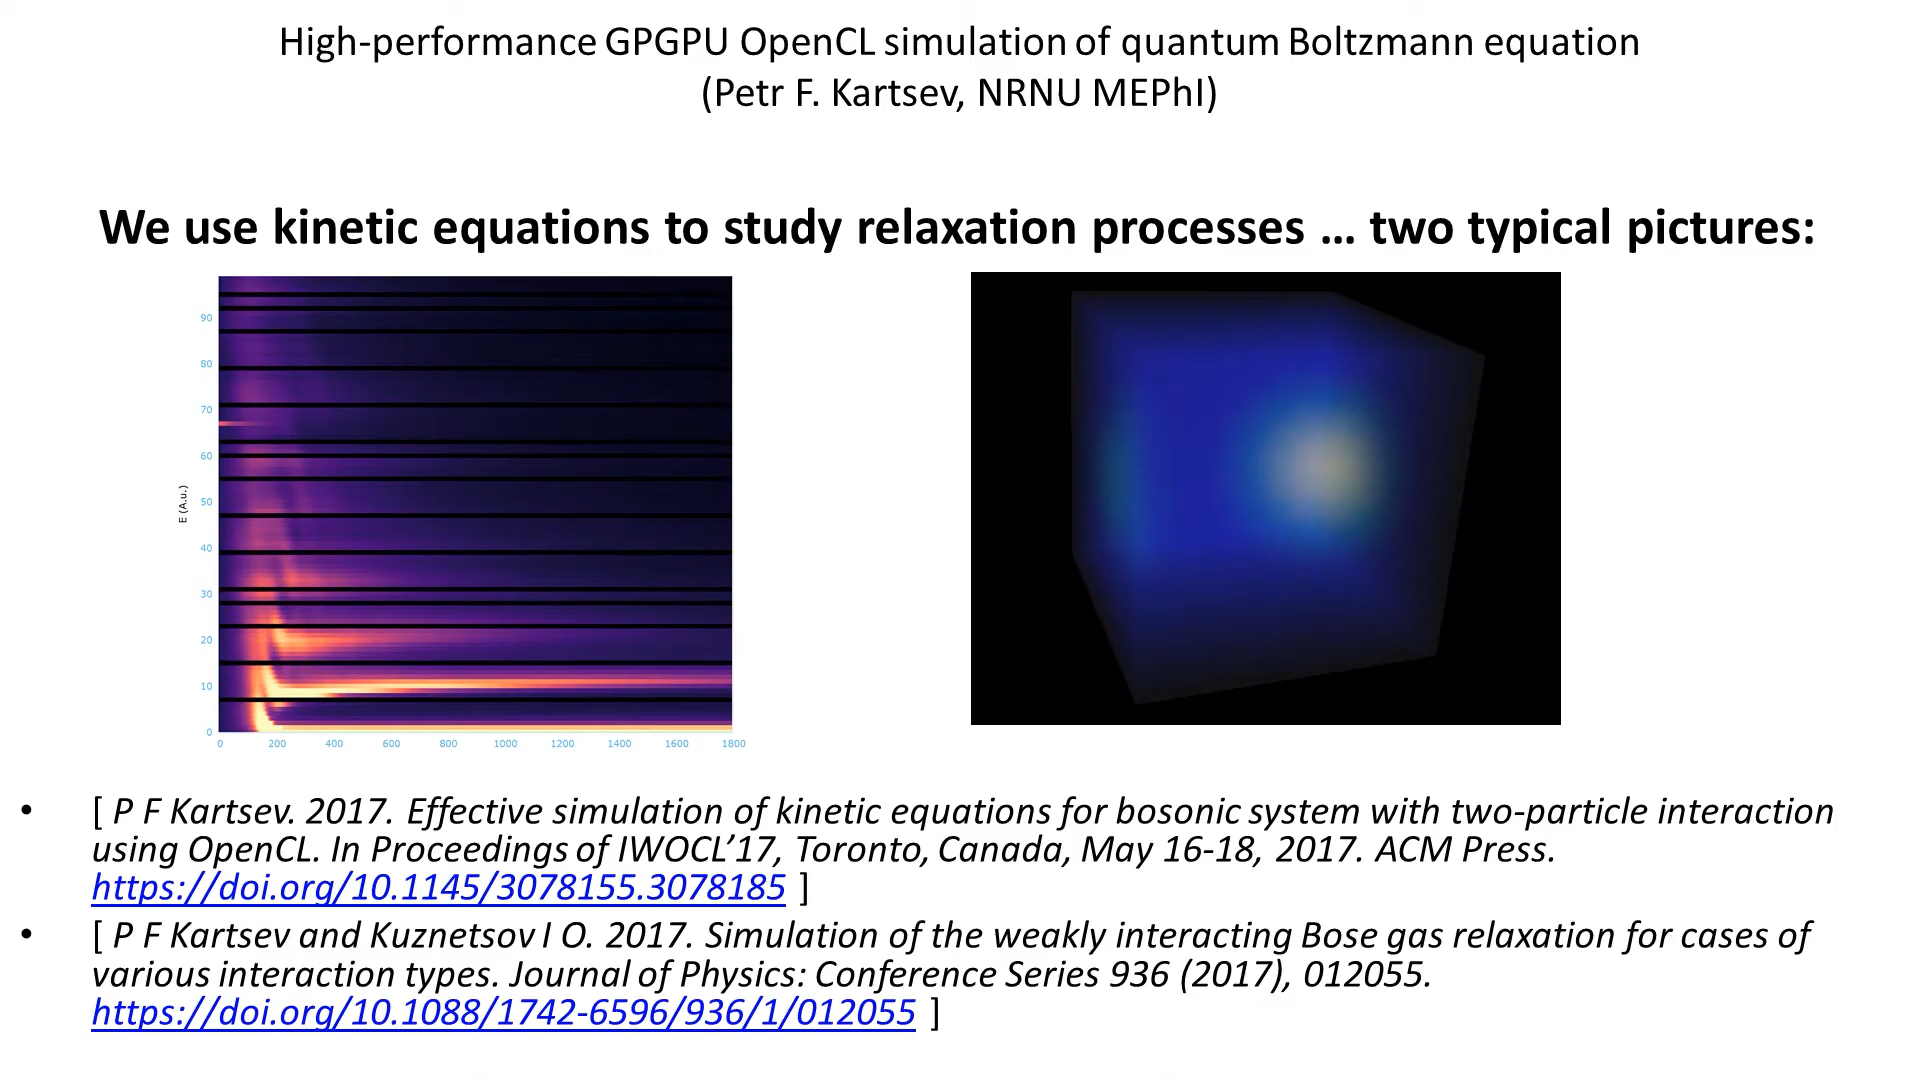 High-performance GPGPU OpenCL simulation of quantum Boltzmann equation
(Petr F. Kartsev, NRNU MEPhI)
We use kinetic equations to study relaxation processes … two typical pictures:
90
80
70
60
50
40
30
20
10
0
E (A.u.)
0 200 400 600 800 1000 1200 1400 1600 1800
• [ P F Kartsev. 2017. Effective simulation of kinetic equations for bosonic system with two-particle interaction
using OpenCL. In Proceedings of IWOCL’17, Toronto, Canada, May 16-18, 2017. ACM Press.
https://doi.org/10.1145/3078155.3078185 ]
• [ P F Kartsev and Kuznetsov I O. 2017. Simulation of the weakly interacting Bose gas relaxation for cases of
various interaction types. Journal of Physics: Conference Series 936 (2017), 012055.
https://doi.org/10.1088/1742-6596/936/1/012055 ]